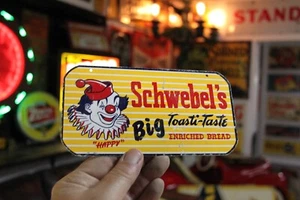 STAND
Schwebel's
Big Toasti-Taste
ENRICHED BREAD
"HAPPY"